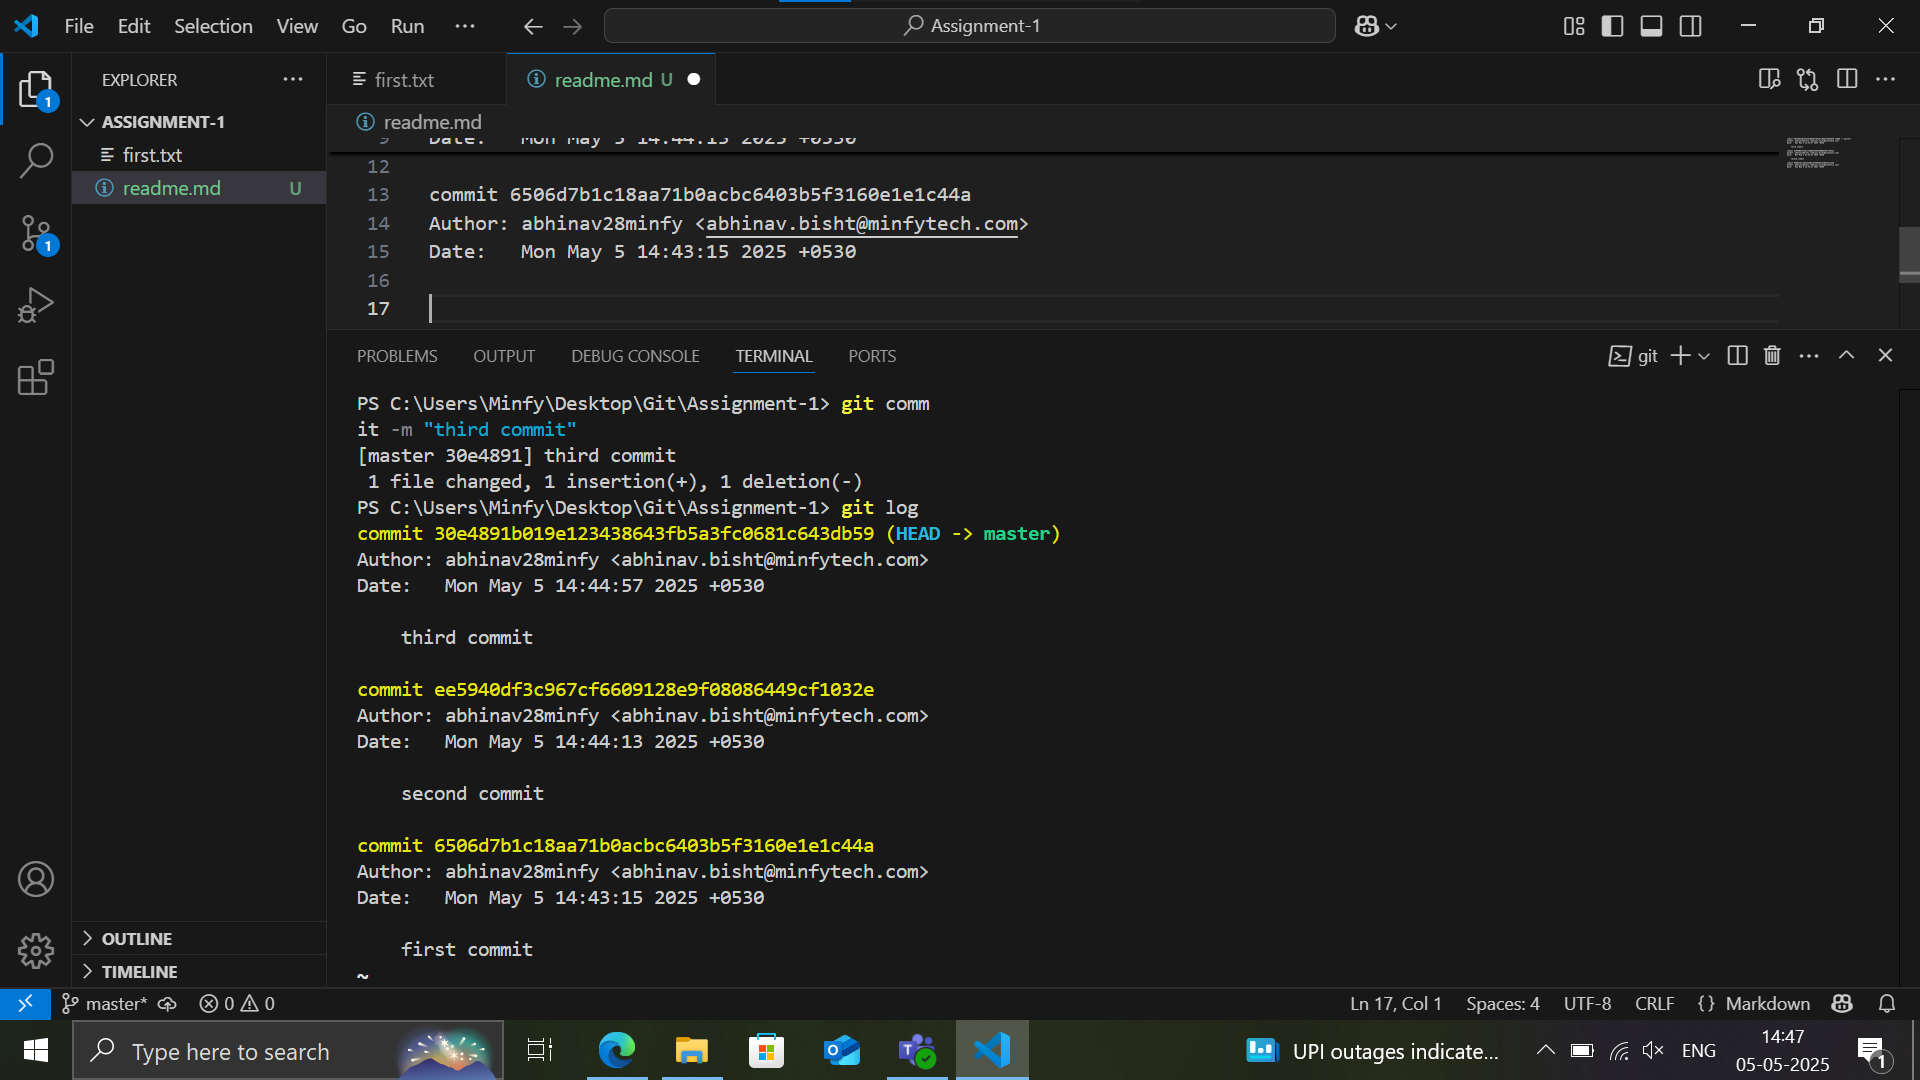 File Edit Selection View Go Run ···
Assignment-1
EXPLORER
ASSIGNMENT-1
first.txt
readme.md U
1
1
first.txt
readme.md U
readme.md
9 Date: Mon May 5 14:44:13 2025 +0530
12
13 commit 6506d7b1c18aa71b0acbc6403b5f3160e1e1c44a
14 Author: abhinav28minfy <abhinav.bisht@minfytech.com>
15 Date:   Mon May 5 14:43:15 2025 +0530
16
17
PROBLEMS OUTPUT DEBUG CONSOLE TERMINAL PORTS
git
PS C:\Users\Minfy\Desktop\Git\Assignment-1> git comm
it -m "third commit"
[master 30e4891] third commit
 1 file changed, 1 insertion(+), 1 deletion(-)
PS C:\Users\Minfy\Desktop\Git\Assignment-1> git log
commit 30e4891b019e123438643fb5a3fc0681c643db59 (HEAD -> master)
Author: abhinav28minfy <abhinav.bisht@minfytech.com>
Date:   Mon May 5 14:44:57 2025 +0530
    third commit
commit ee5940df3c967cf6609128e9f08086449cf1032e
Author: abhinav28minfy <abhinav.bisht@minfytech.com>
Date:   Mon May 5 14:44:13 2025 +0530
    second commit
commit 6506d7b1c18aa71b0acbc6403b5f3160e1e1c44a
Author: abhinav28minfy <abhinav.bisht@minfytech.com>
Date:   Mon May 5 14:43:15 2025 +0530
    first commit
~
OUTLINE
TIMELINE
master* 0 0
Ln 17, Col 1 Spaces: 4 UTF-8 CRLF {} Markdown
Type here to search
UPI outages indicate...
ENG
14:47
05-05-2025
1